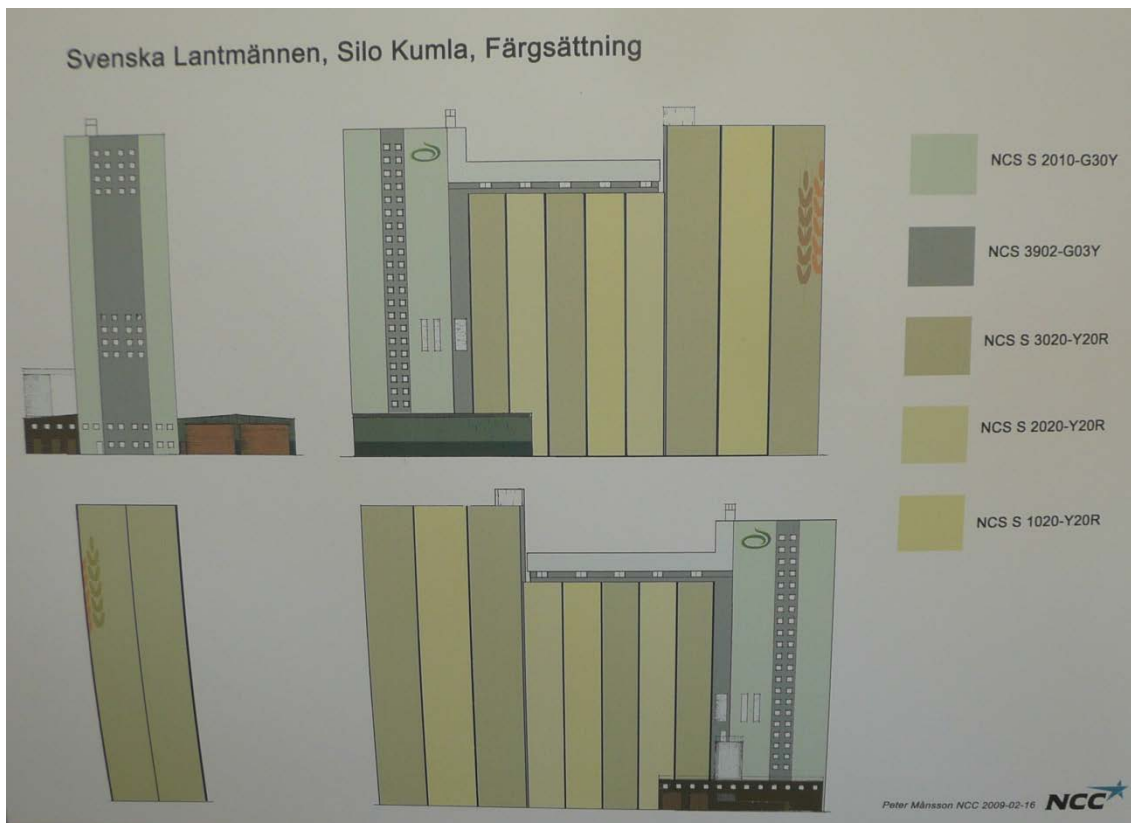 Svenska Lantmännen, Silo Kumla, Färgsättning
NCS S 2010-G30Y
NCS 3902-G03Y
NCS S 3020-Y20R
NCS S 2020-Y20R
NCS S 1020-Y20R
Peter Månsson NCC 2009-02-16 NCC